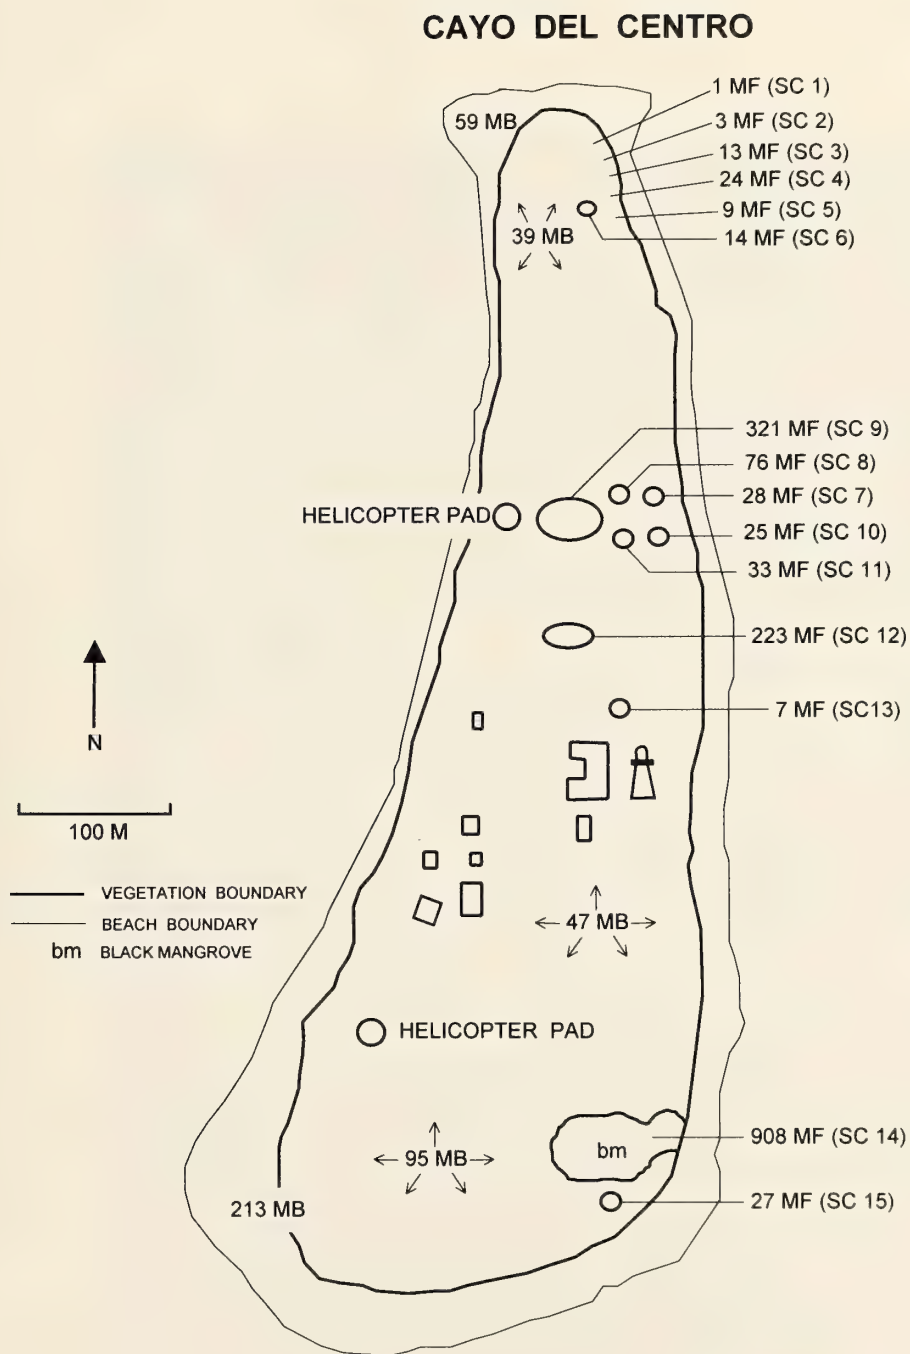 CAYO DEL CENTRO
1 MF (SC 1)
59 MB
3 MF (SC 2)
13 MF (SC 3)
24 MF (SC 4)
9 MF (SC 5)
39 MB
14 MF (SC 6)
321 MF (SC 9)
76 MF (SC 8)
28 MF (SC 7)
HELICOPTER PAD
25 MF (SC 10)
33 MF (SC 11)
223 MF (SC 12)
7 MF (SC13)
N
100 M
VEGETATION BOUNDARY
BEACH BOUNDARY
bm BLACK MANGROVE
47 MB
HELICOPTER PAD
908 MF (SC 14)
bm
95 MB
27 MF (SC 15)
213 MB